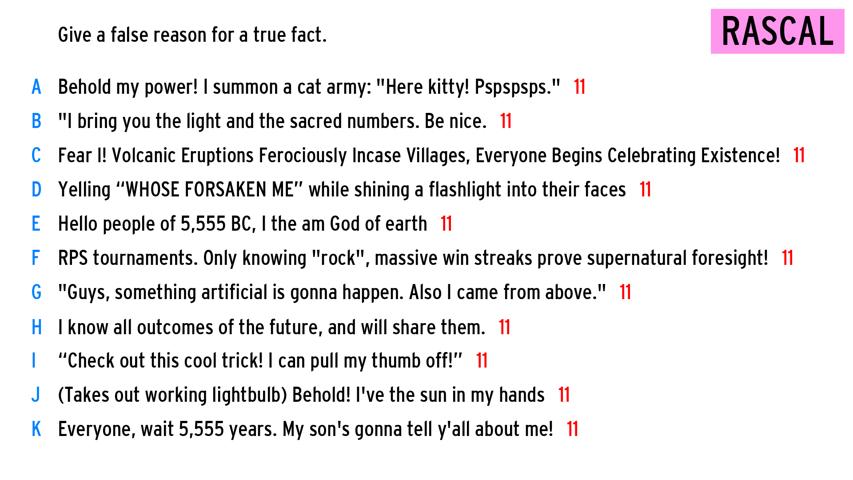 Give a false reason for a true fact.
RASCAL
A Behold my power! I summon a cat army: "Here kitty! Pspspsps." 11
B "I bring you the light and the sacred numbers. Be nice. 11
C Fear I! Volcanic Eruptions Ferociously Incase Villages, Everyone Begins Celebrating Existence! 11
D Yelling “WHOSE FORSAKEN ME” while shining a flashlight into their faces 11
E Hello people of 5,555 BC, I the am God of earth 11
F RPS tournaments. Only knowing "rock", massive win streaks prove supernatural foresight! 11
G "Guys, something artificial is gonna happen. Also I came from above." 11
H I know all outcomes of the future, and will share them. 11
I “Check out this cool trick! I can pull my thumb off!” 11
J (Takes out working lightbulb) Behold! I've the sun in my hands 11
K Everyone, wait 5,555 years. My son's gonna tell y'all about me! 11